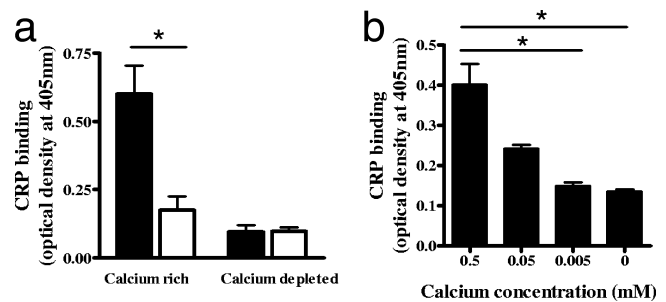 a
CRP binding
(optical density at 405nm)
0.75
0.50
0.25
0.00
*
Calcium rich
Calcium depleted
b
CRP binding
(optical density at 405nm)
0.5
0.4
0.3
0.2
0.1
0.0
*
*
0.5 0.05 0.005 0
Calcium concentration (mM)